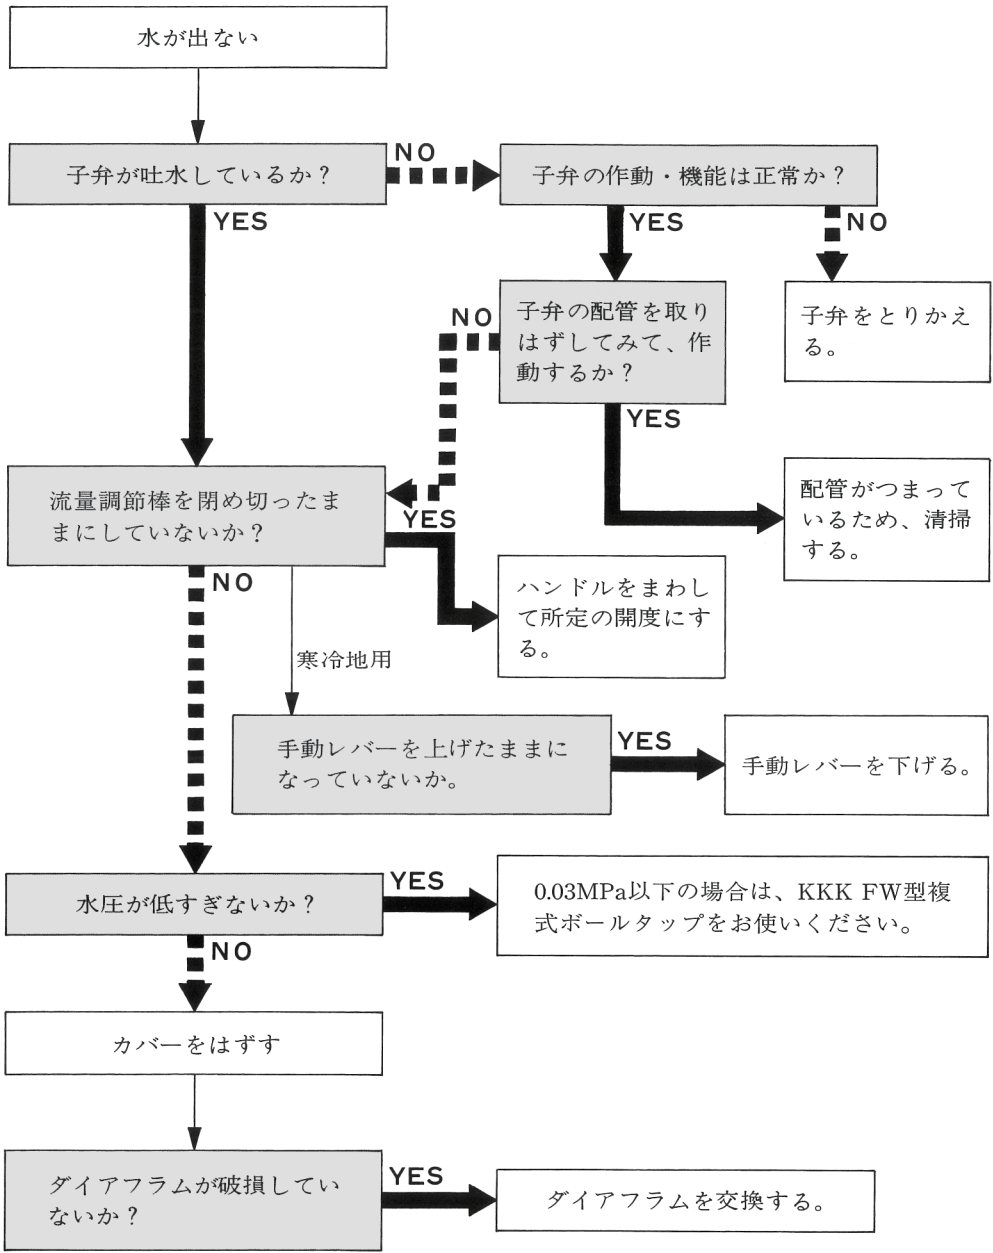 水が出ない
子弁が吐水しているか？
NO
子弁の作動・機能は正常か？
YES
YES
NO
子弁の配管を取り
はずしてみて、作
動するか？
NO
子弁をとりかえ
る。
YES
流量調節棒を閉め切ったま
まにしていないか？
YES
配管がつまって
いるため、清掃
する。
NO
ハンドルをまわし
て所定の開度にす
る。
寒冷地用
手動レバーを上げたままに
なっていないか。
YES
手動レバーを下げる。
水圧が低すぎないか？
YES
0.03MPa以下の場合は、KKK FW型複
式ボールタップをお使いください。
NO
カバーをはずす
ダイアフラムが破損してい
ないか？
YES
ダイアフラムを交換する。